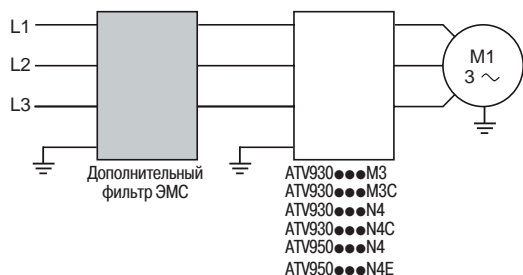 L1
L2
L3
M1
3 ~
Дополнительный
фильтр ЭМС
ATV930●●●M3
ATV930●●●M3C
ATV930●●●N4
ATV930●●●N4C
ATV950●●●N4
ATV950●●●N4E